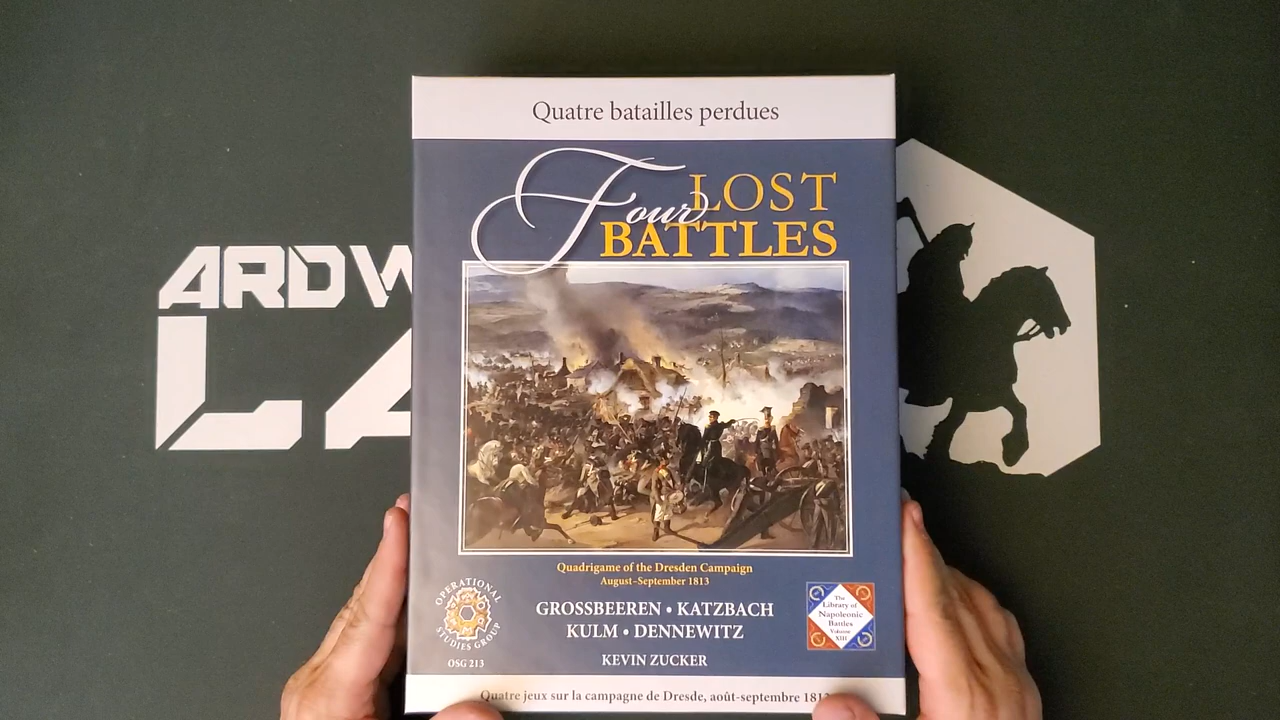 Quatre batailles perdues
Four LOST
BATTLES
ARDW
LA
Quadrigame of the Dresden Campaign
August–September 1813
GROSSBEEREN • KATZBACH
KULM • DENNEWITZ
KEVIN ZUCKER
OPERATIONAL
STUDIES GROUP
OSG 213
The
Library of
Napoleonic
Battles
Volume
XIII
Quatre jeux sur la campagne de Dresde, août-septembre 1813